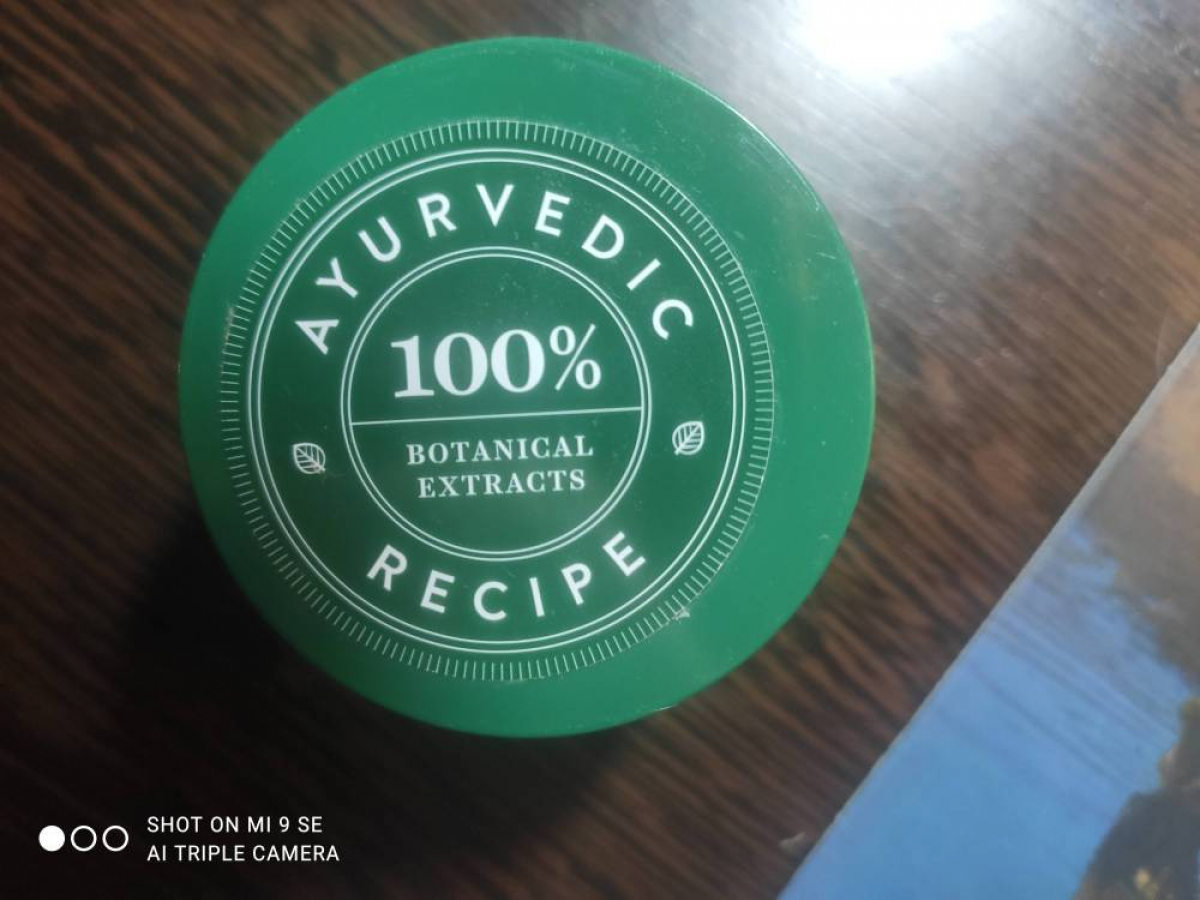 AYURVEDIC
100%
BOTANICAL
EXTRACTS
RECIPE
SHOT ON MI 9 SE
AI TRIPLE CAMERA